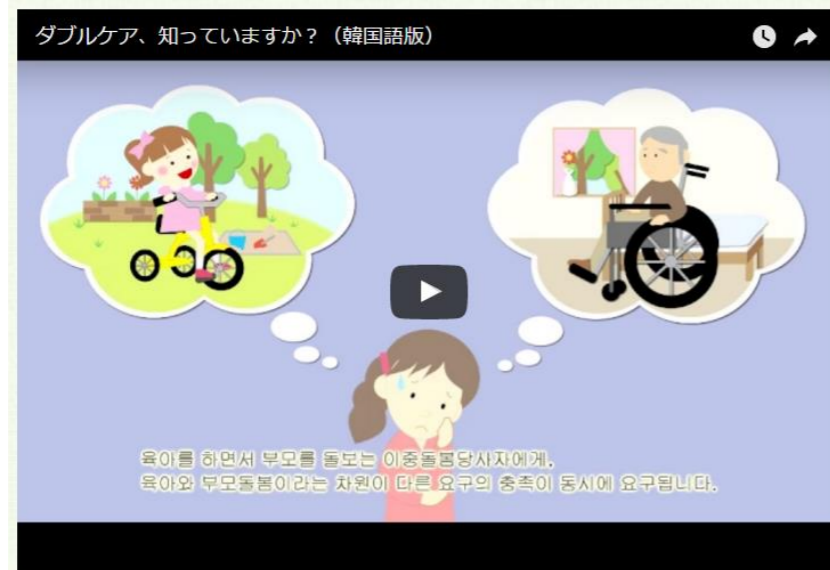 ダブルケア、知っていますか？（韓国語版）
육아를 하면서 부모를 돌보는 이중돌봄당사자에게,
육아와 부모돌봄이라는 차원이 다른 요구의 충족이 동시에 요구됩니다.